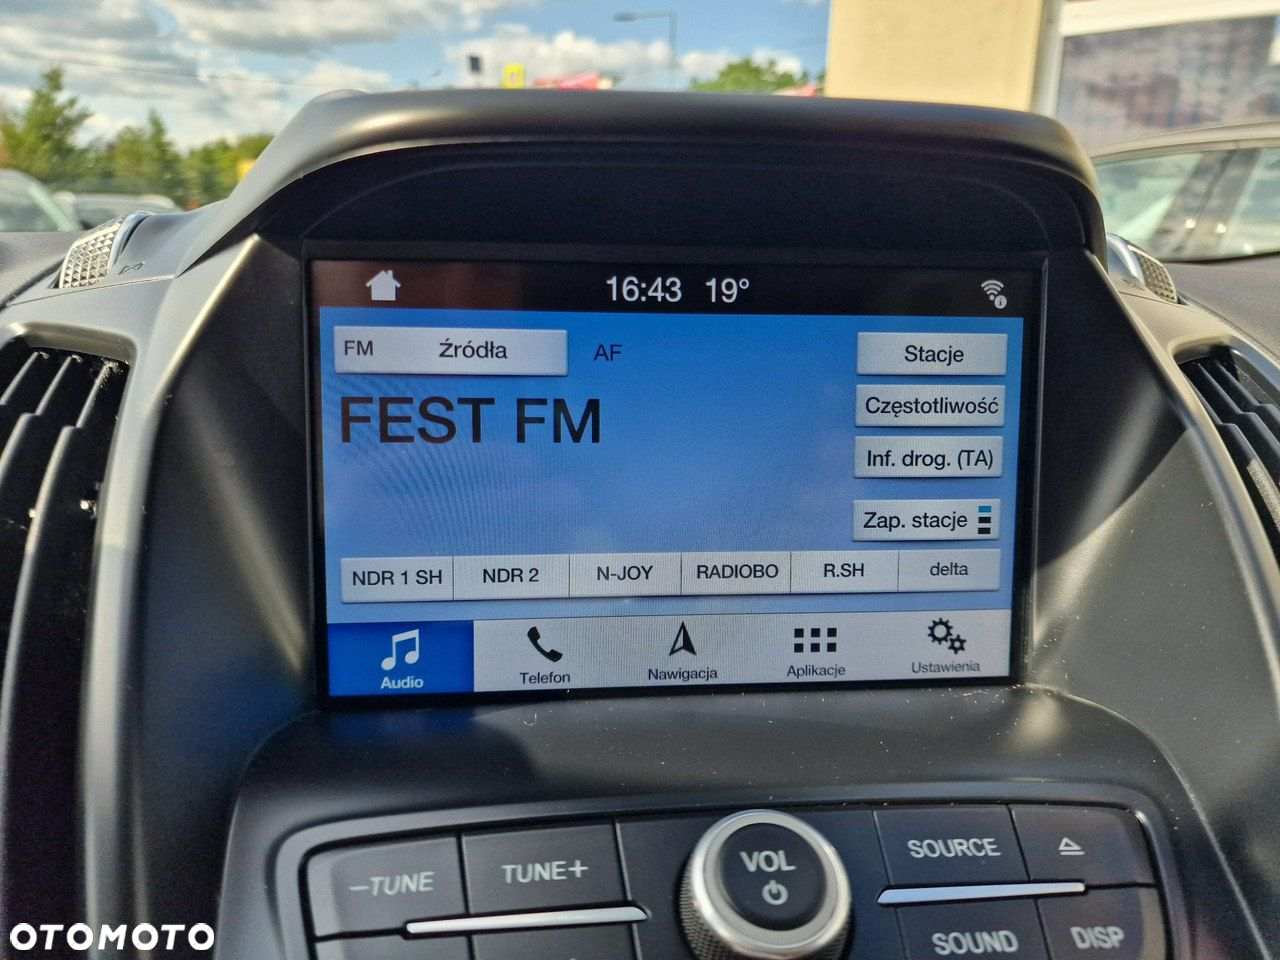 16:43 19°
FM Źródła AF Stacje
FEST FM
Częstotliwość
Inf. drog. (TA)
Zap. stacje
NDR 1 SH NDR 2 N-JOY RADIOBO R.SH delta
Audio Telefon Nawigacja Aplikacje Ustawienia
-TUNE TUNE+ VOL SOURCE
SOUND DISP
OTOMOTO